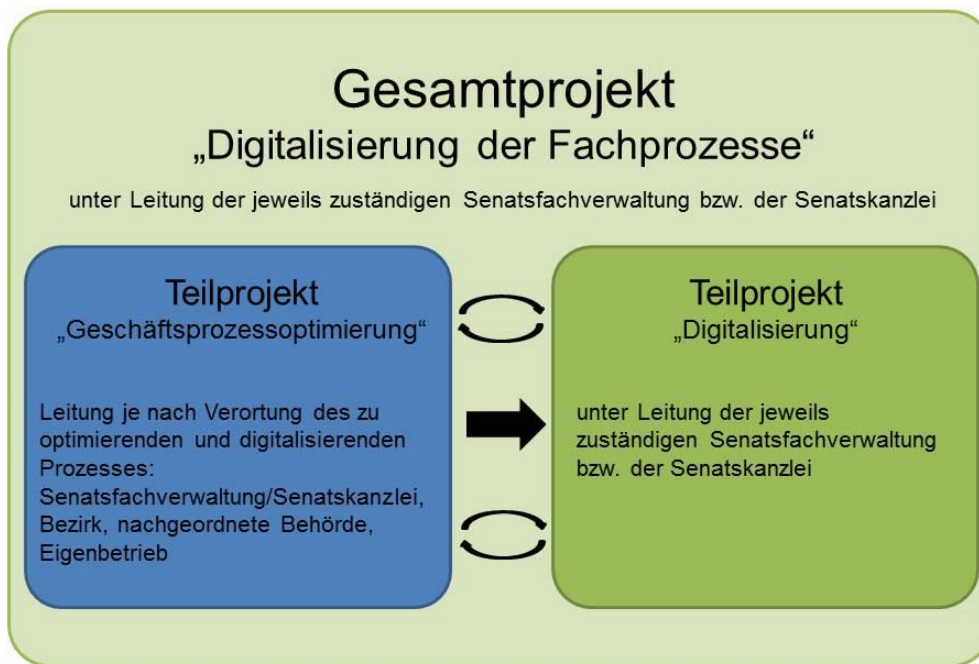 Gesamtprojekt
„Digitalisierung der Fachprozesse“
unter Leitung der jeweils zuständigen Senatsfachverwaltung bzw. der Senatskanzlei
Teilprojekt
„Geschäftsprozessoptimierung“
Leitung je nach Verortung des zu
optimierenden und digitalisierenden
Prozesses:
Senatsfachverwaltung/Senatskanzlei,
Bezirk, nachgeordnete Behörde,
Eigenbetrieb
Teilprojekt
„Digitalisierung“
unter Leitung der jeweils
zuständigen Senatsfachverwaltung
bzw. der Senatskanzlei